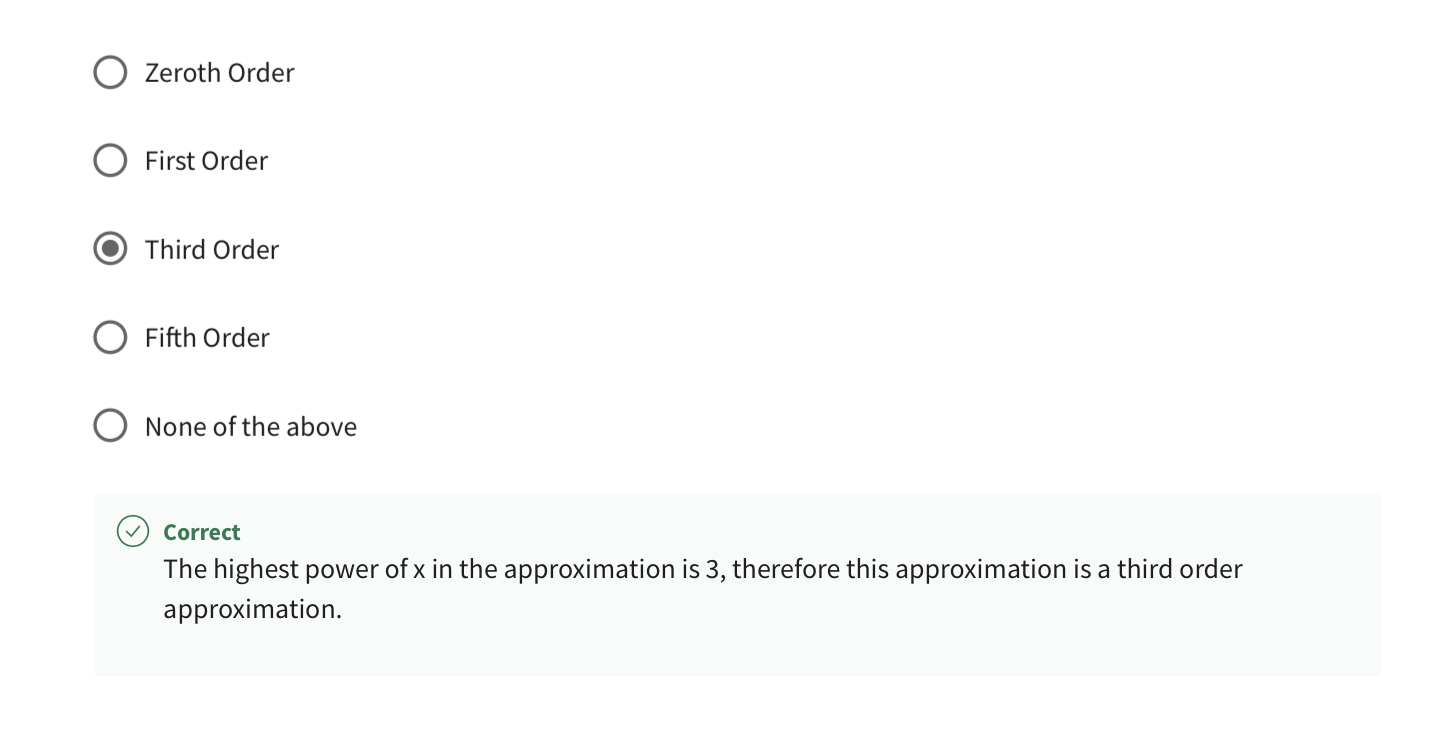 Zeroth Order
First Order
Third Order
Fifth Order
None of the above
Correct
The highest power of x in the approximation is 3, therefore this approximation is a third order
approximation.